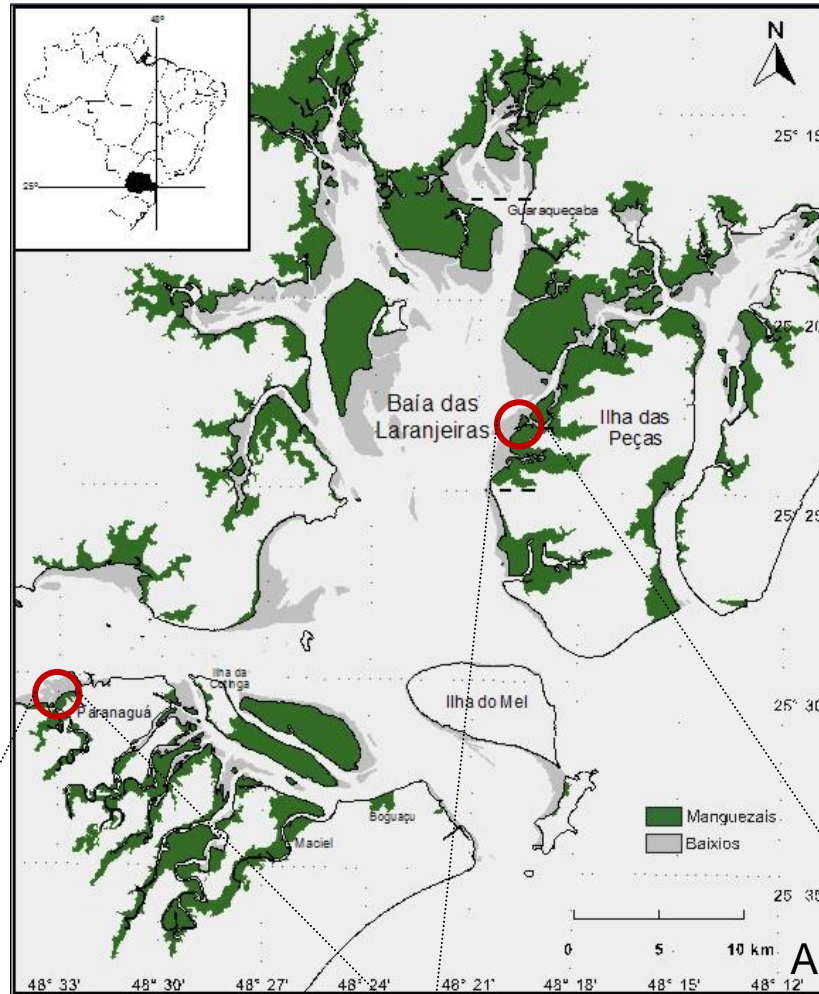 48°
25°
N
25° 15
Guaraqueçaba
25° 20
Baía das
Laranjeiras
Ilha das
Peças
25° 25
Ilha da
Cotinga
Paranaguá
Ilha do Mel
25° 30
Manguezais
Baixios
Boguaçu
Maciel
25° 35
0 5 10 km
A
48° 33' 48° 30' 48° 27' 48° 24' 48° 21' 48° 18' 48° 15' 48° 12'